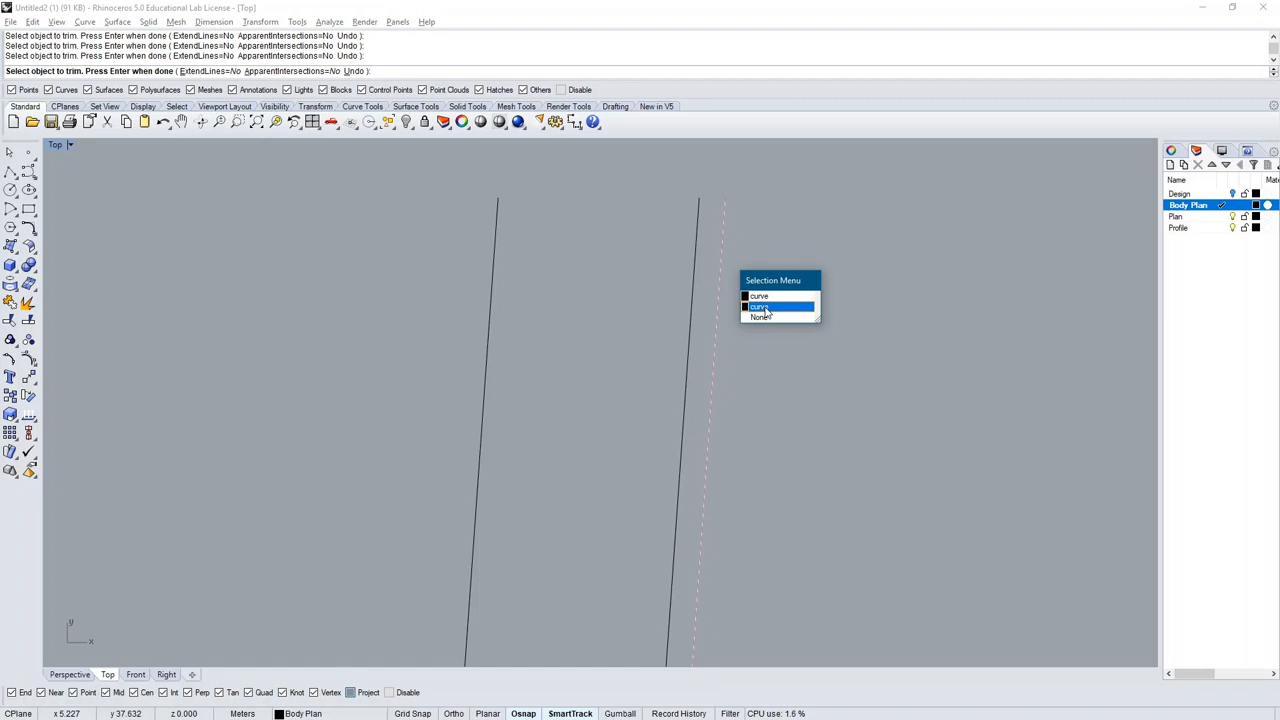 Untitled2 (1) (91 KB) - Rhinoceros 5.0 Educational Lab License - [Top]
File Edit View Curve Surface Solid Mesh Dimension Transform Tools Analyze Render Panels Help
Select object to trim. Press Enter when done ( ExtendLines=No ApparentIntersections=No Undo ):
Select object to trim. Press Enter when done ( ExtendLines=No ApparentIntersections=No Undo ):
Select object to trim. Press Enter when done ( ExtendLines=No ApparentIntersections=No Undo ):
Select object to trim. Press Enter when done ( ExtendLines=No ApparentIntersections=No Undo ):
Points Curves Surfaces Polysurfaces Meshes Annotations Lights Blocks Control Points Point Clouds Hatches Others Disable
Standard CPlanes Set View Display Select Viewport Layout Visibility Transform Curve Tools Surface Tools Solid Tools Mesh Tools Render Tools Drafting New in V5
Top
Name Mate
Design
Body Plan
Plan
Profile
Selection Menu
curve
curve
None
y
x
Perspective Top Front Right
End Near Point Mid Cen Int Perp Tan Quad Knot Vertex Project Disable
CPlane x 5.227 y 37.632 z 0.000 Meters Body Plan Grid Snap Ortho Planar Osnap SmartTrack Gumball Record History Filter CPU use: 1.6 %